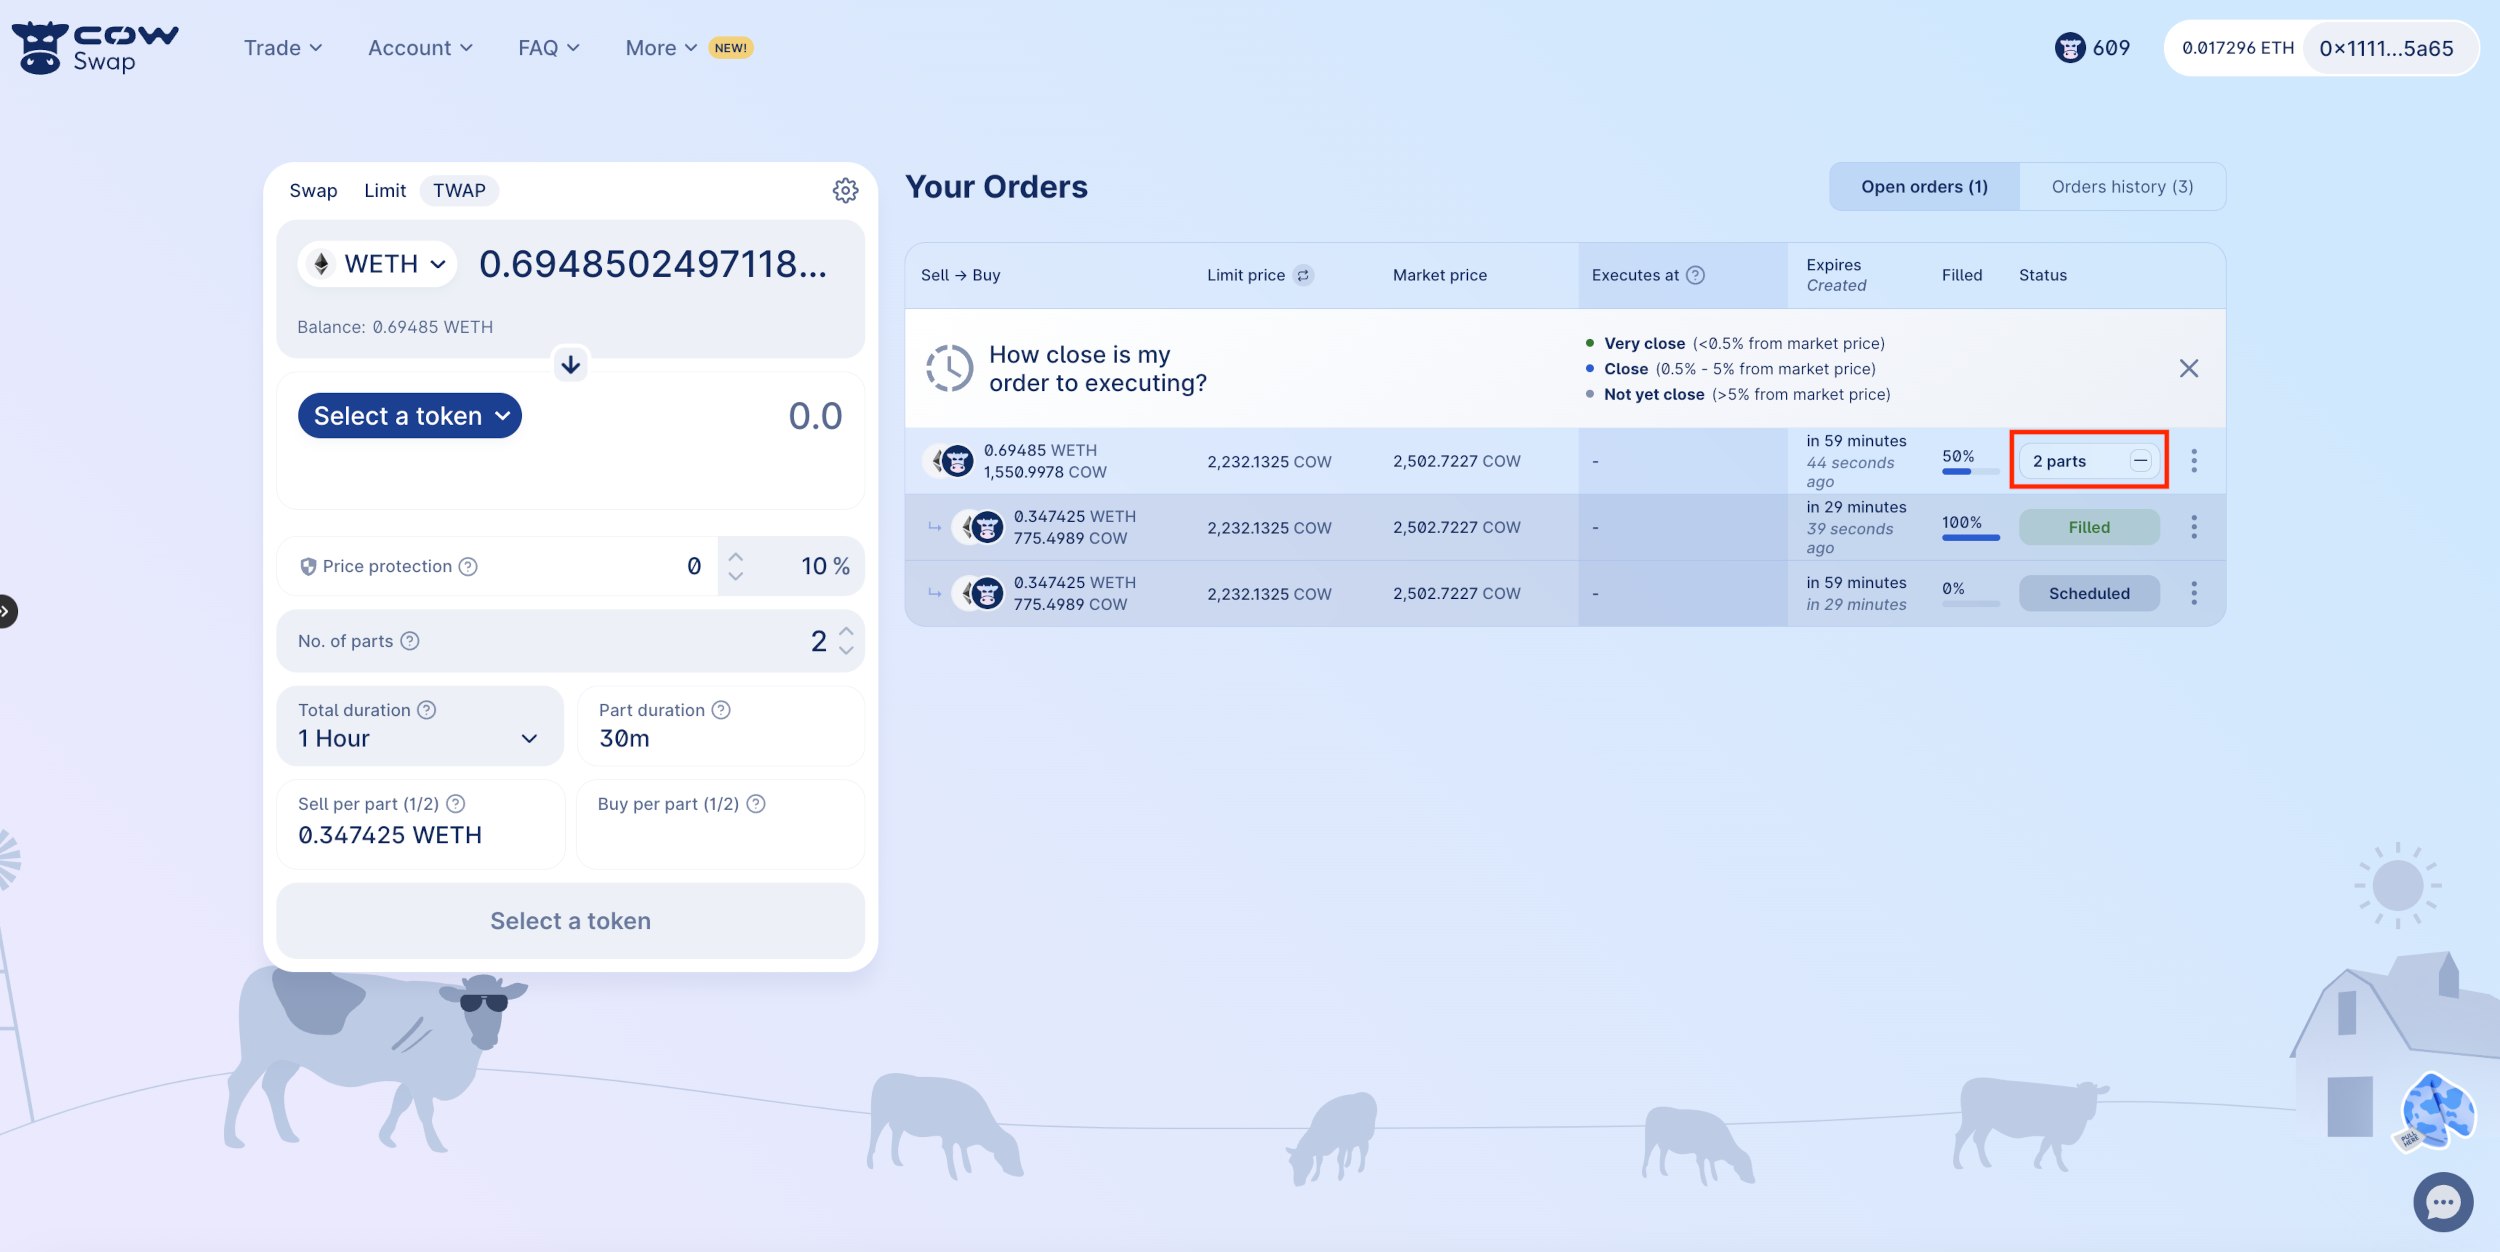 COW
Swap
Trade
Account
FAQ
More
NEW!
609
0.017296 ETH
0×1111...5a65
Swap
Limit
TWAP
WETH
0.6948502497118...
Balance: 0.69485 WETH
Select a token
0.0
Price protection
0
10 %
No. of parts
2
Total duration
1 Hour
Part duration
30m
Sell per part (1/2)
0.347425 WETH
Buy per part (1/2)
Select a token
Your Orders
Open orders (1)
Orders history (3)
Sell → Buy
Limit price
Market price
Executes at
Expires
Created
Filled
Status
How close is my
order to executing?
Very close (<0.5% from market price)
Close (0.5% - 5% from market price)
Not yet close (>5% from market price)
0.69485 WETH
1,550.9978 COW
2,232.1325 COW
2,502.7227 COW
-
in 59 minutes
44 seconds
ago
50%
2 parts
0.347425 WETH
775.4989 COW
2,232.1325 COW
2,502.7227 COW
-
in 29 minutes
39 seconds
ago
100%
Filled
0.347425 WETH
775.4989 COW
2,232.1325 COW
2,502.7227 COW
-
in 59 minutes
in 29 minutes
0%
Scheduled
PULL
HERE